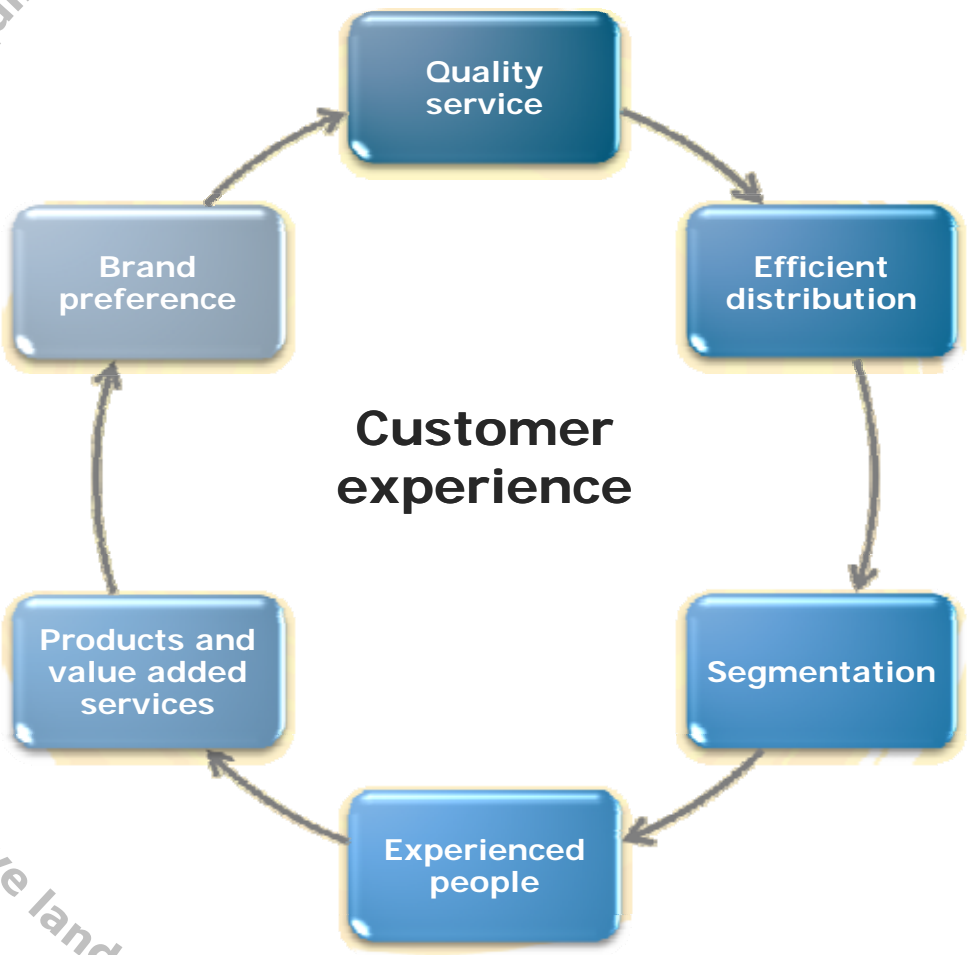 Quality
service
Efficient
distribution
Segmentation
Experienced
people
Products and
value added
services
Brand
preference
Customer
experience